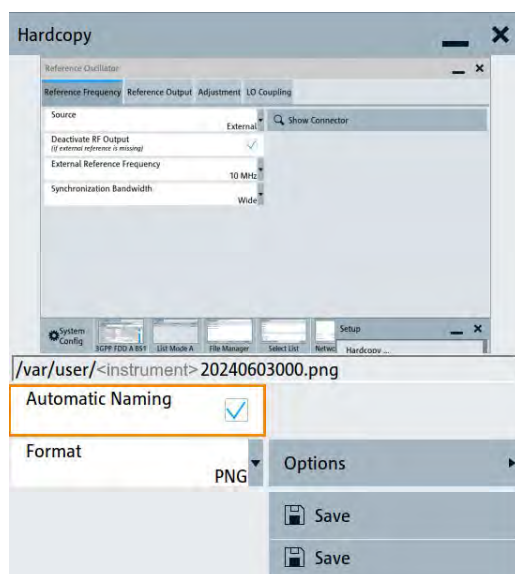 Hardcopy
Reference Oscillator
Reference Frequency Reference Output Adjustment LO Coupling
Source
External
Show Connector
Deactivate RF Output
(if external reference is missing)
External Reference Frequency
10 MHz
Synchronization Bandwidth
Wide
System Config
3GPP FDD A BS1
List Mode A
File Manager
Select List
Netwc
Setup
Hardcopy ...
/var/user/<instrument>20240603000.png
Automatic Naming
Format
PNG
Options
Save
Save